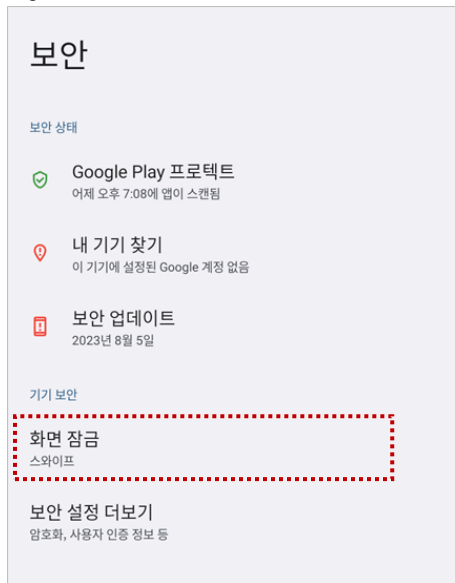 보안
보안 상태
Google Play 프로텍트
어제 오후 7:08에 앱이 스캔됨
내 기기 찾기
이 기기에 설정된 Google 계정 없음
보안 업데이트
2023년 8월 5일
기기 보안
화면 잠금
스와이프
보안 설정 더보기
암호화, 사용자 인증 정보 등